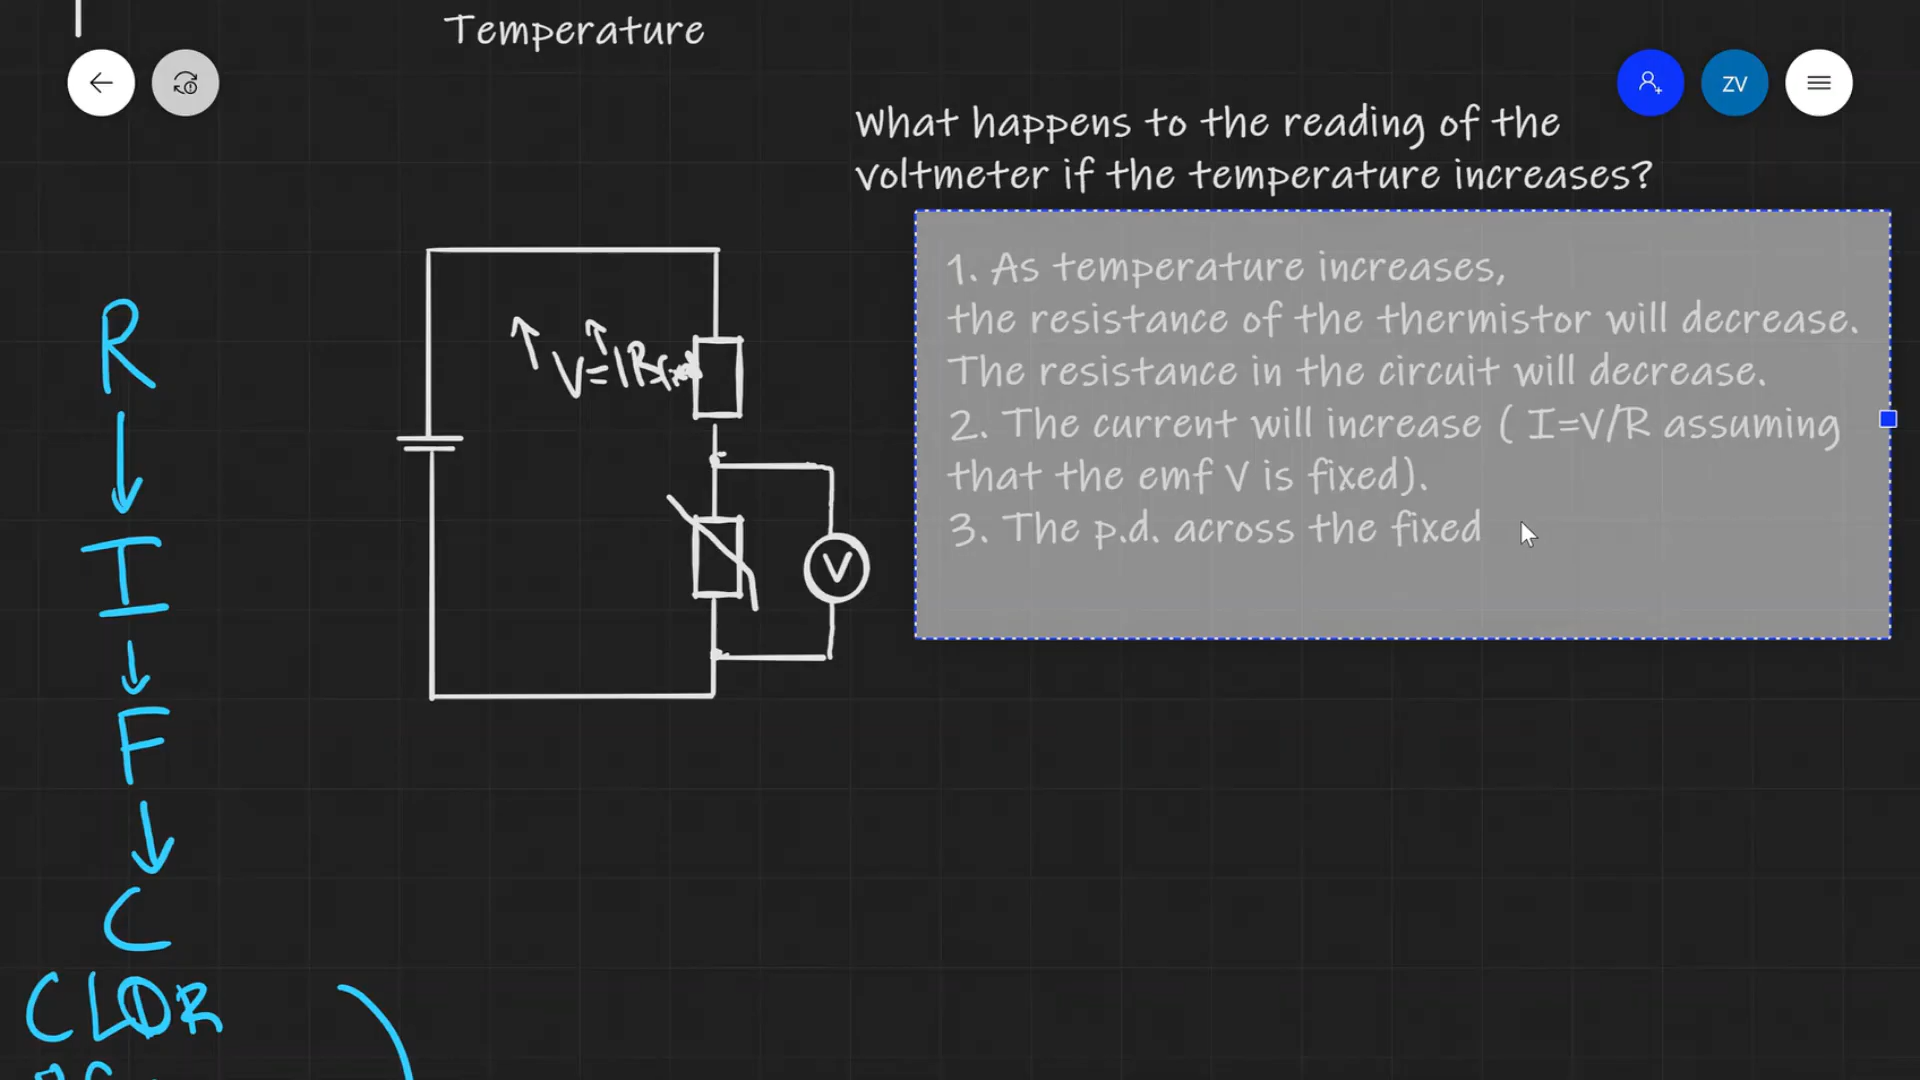 Temperature
ZV
What happens to the reading of the
voltmeter if the temperature increases?
1. As temperature increases,
the resistance of the thermistor will decrease.
The resistance in the circuit will decrease.
2. The current will increase ( I=V/R assuming
that the emf V is fixed).
3. The p.d. across the fixed
V=IR
V
R
I
F
C
CLDR